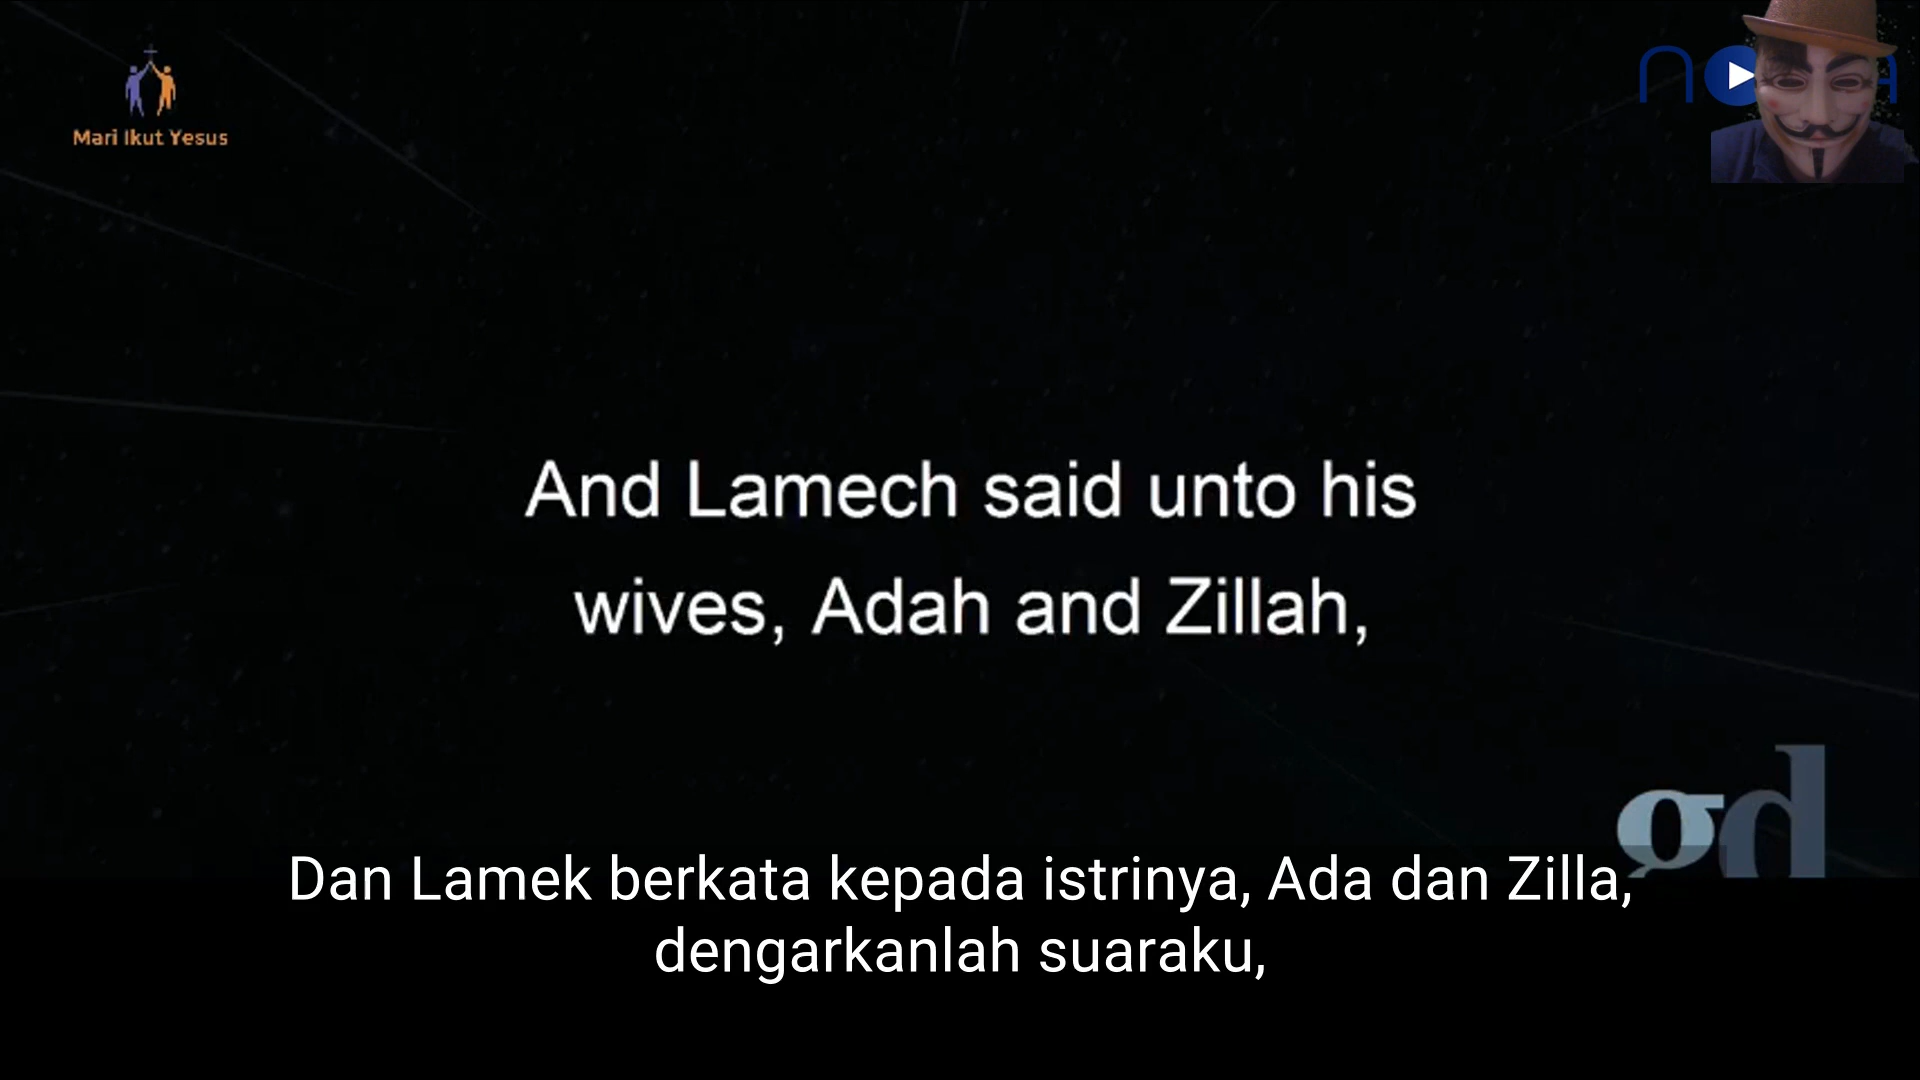 Mari Ikut Yesus
And Lamech said unto his
wives, Adah and Zillah,
gd
Dan Lamek berkata kepada istrinya, Ada dan Zilla,
dengarkanlah suaraku,